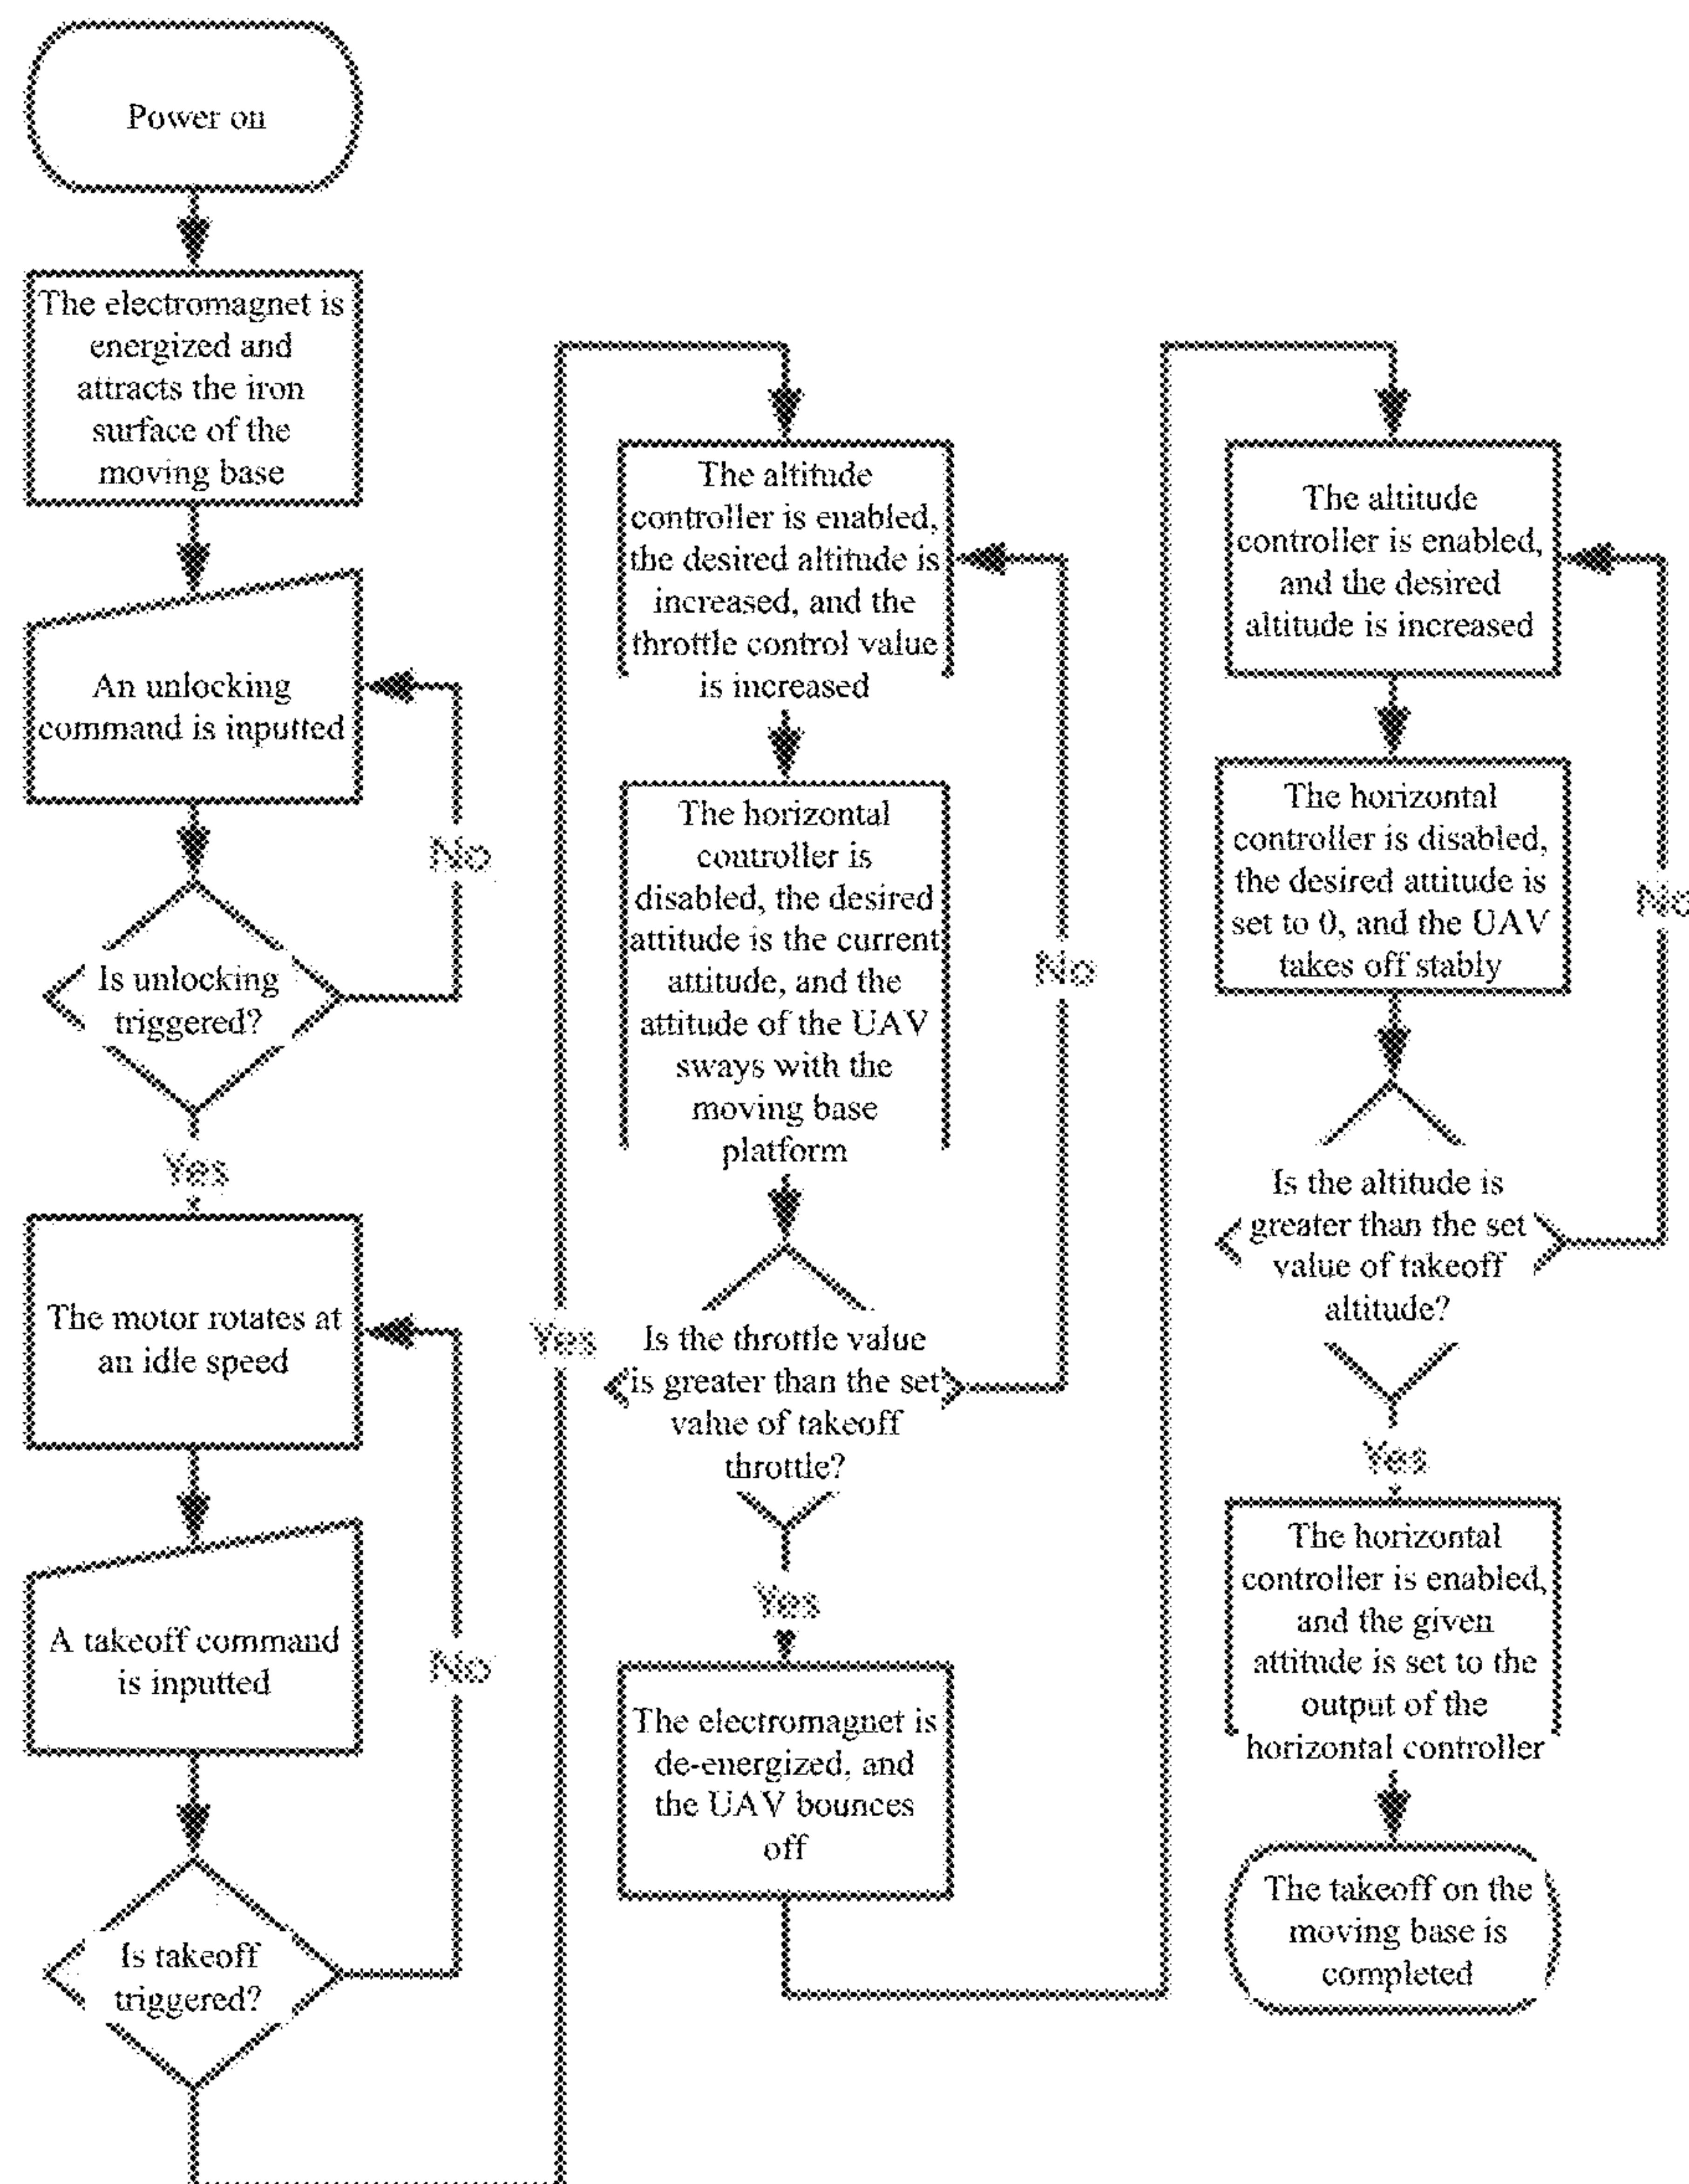 Power on
The electromagnet is
energized and
attracts the iron
surface of the
moving base
An unlocking
command is inputted
No
Is unlocking
triggered?
Yes
The motor rotates at
an idle speed
A takeoff command
is inputted
No
Is takeoff
triggered?
Yes
The altitude
controller is enabled,
the desired altitude is
increased, and the
throttle control value
is increased
The horizontal
controller is
disabled, the desired
attitude is the current
attitude, and the
attitude of the UAV
sways with the
moving base
platform
No
Is the throttle value
is greater than the set
value of takeoff
throttle?
Yes
The electromagnet is
de-energized, and
the UAV bounces
off
The altitude
controller is enabled,
and the desired
altitude is increased
The horizontal
controller is disabled,
the desired attitude is
set to 0, and the UAV
takes off stably
No
Is the altitude is
greater than the set
value of takeoff
altitude?
Yes
The horizontal
controller is enabled,
and the given
attitude is set to the
output of the
horizontal controller
The takeoff on the
moving base is
completed